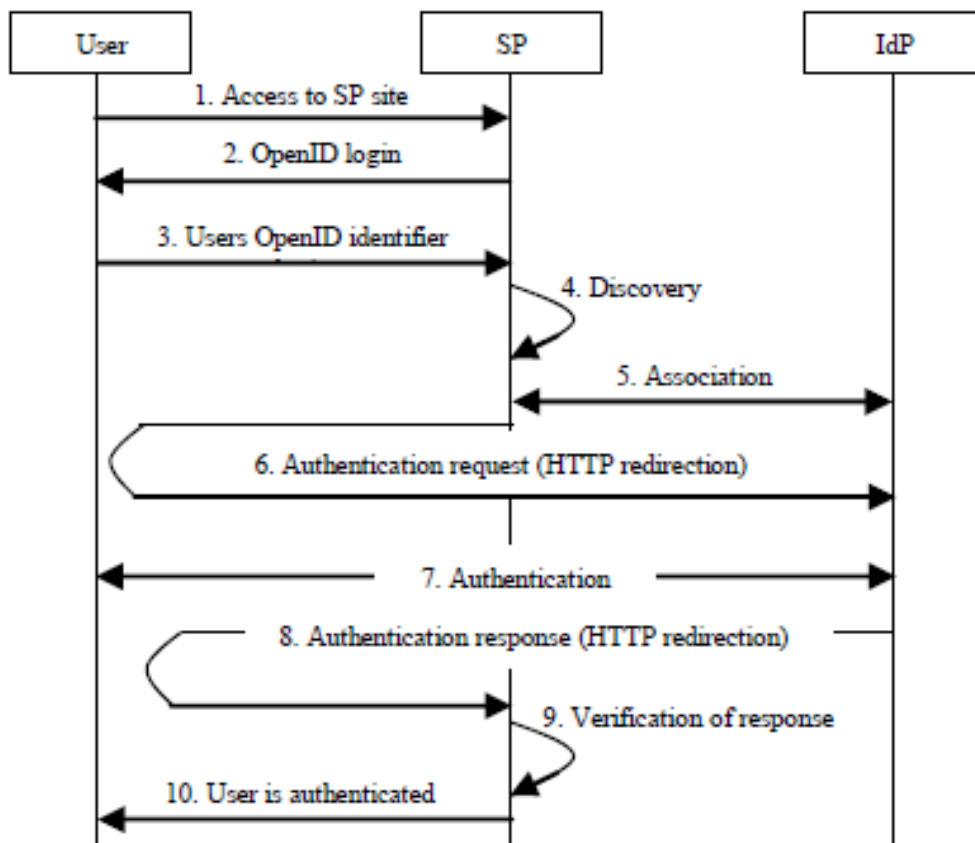 User
SP
IdP
1. Access to SP site
2. OpenID login
3. Users OpenID identifier
4. Discovery
5. Association
6. Authentication request (HTTP redirection)
7. Authentication
8. Authentication response (HTTP redirection)
9. Verification of response
10. User is authenticated